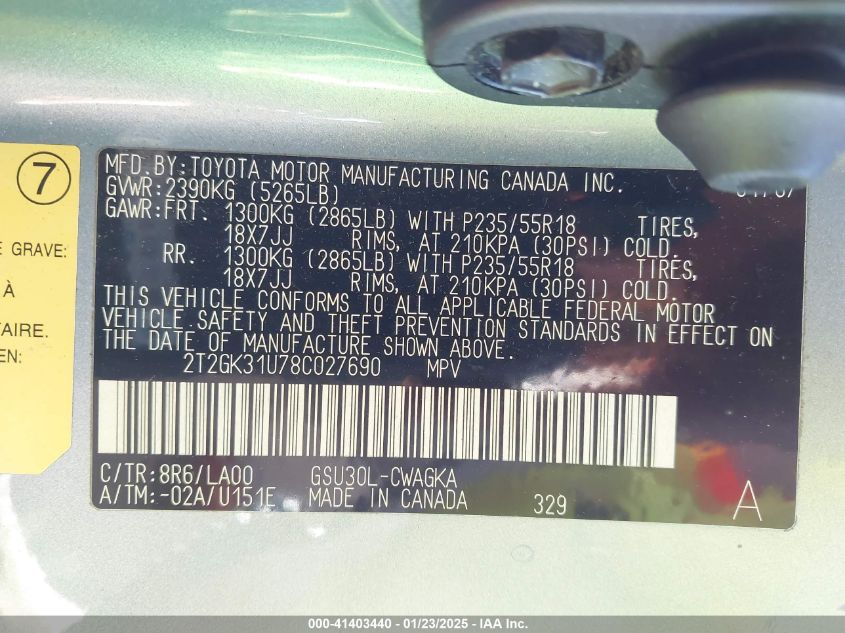 7
E GRAVE:
À
TAIRE.
EN:
MFD.BY:TOYOTA MOTOR MANUFACTURING CANADA INC.
GVWR:2390KG (5265LB)
GAWR:FRT. 1300KG (2865LB) WITH P235/55R18 TIRES,
18X7JJ RIMS, AT 210KPA (30PSI) COLD.
RR. 1300KG (2865LB) WITH P235/55R18 TIRES,
18X7JJ RIMS, AT 210KPA (30PSI) COLD.
THIS VEHICLE CONFORMS TO ALL APPLICABLE FEDERAL MOTOR
VEHICLE SAFETY AND THEFT PREVENTION STANDARDS IN EFFECT ON
THE DATE OF MANUFACTURE SHOWN ABOVE.
2T2GK31U78C027690 MPV
C/TR:8R6/LA00 GSU30L-CWAGKA
A/TM:-02A/U151E MADE IN CANADA 329 A
000-41403440 - 01/23/2025 - IAA Inc.